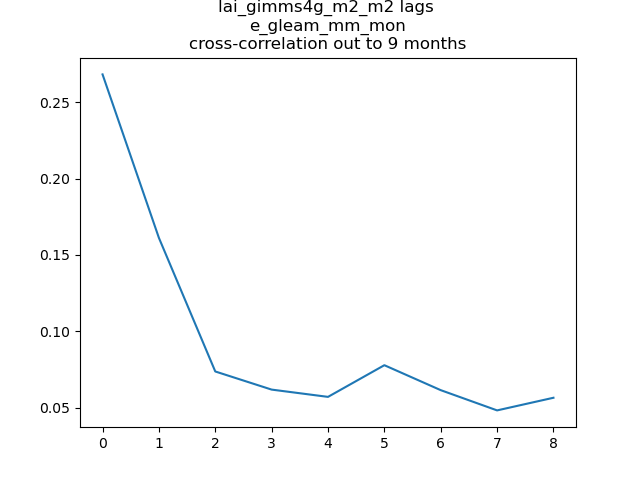 lai_gimms4g_m2_m2 lags
e_gleam_mm_mon
cross-correlation out to 9 months
0.25
0.20
0.15
0.10
0.05
0 1 2 3 4 5 6 7 8